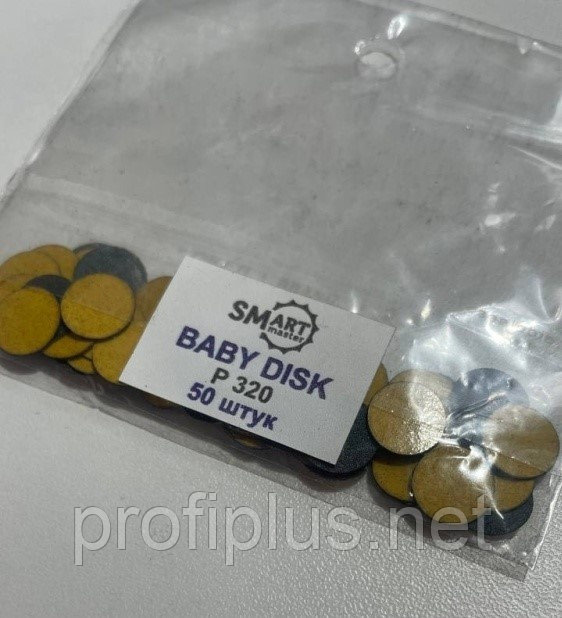 SMART
master
BABY DISK
P 320
50 штук
profiplus.net